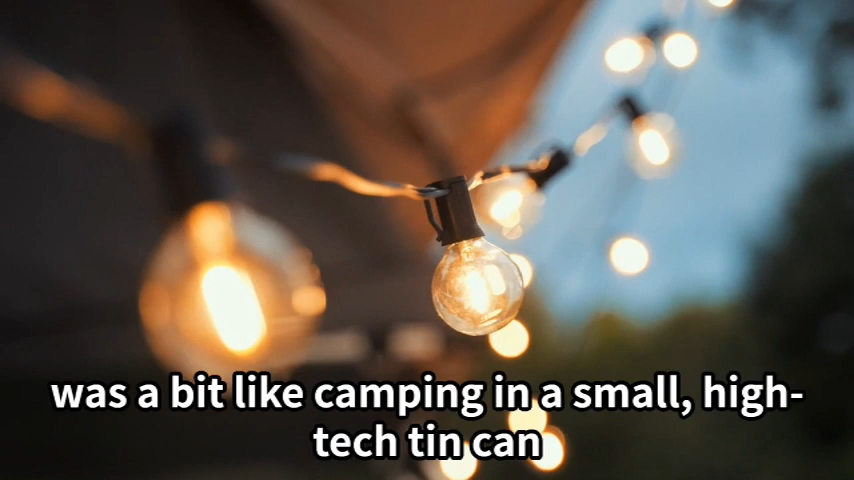 was a bit like camping in a small, high-
tech tin can